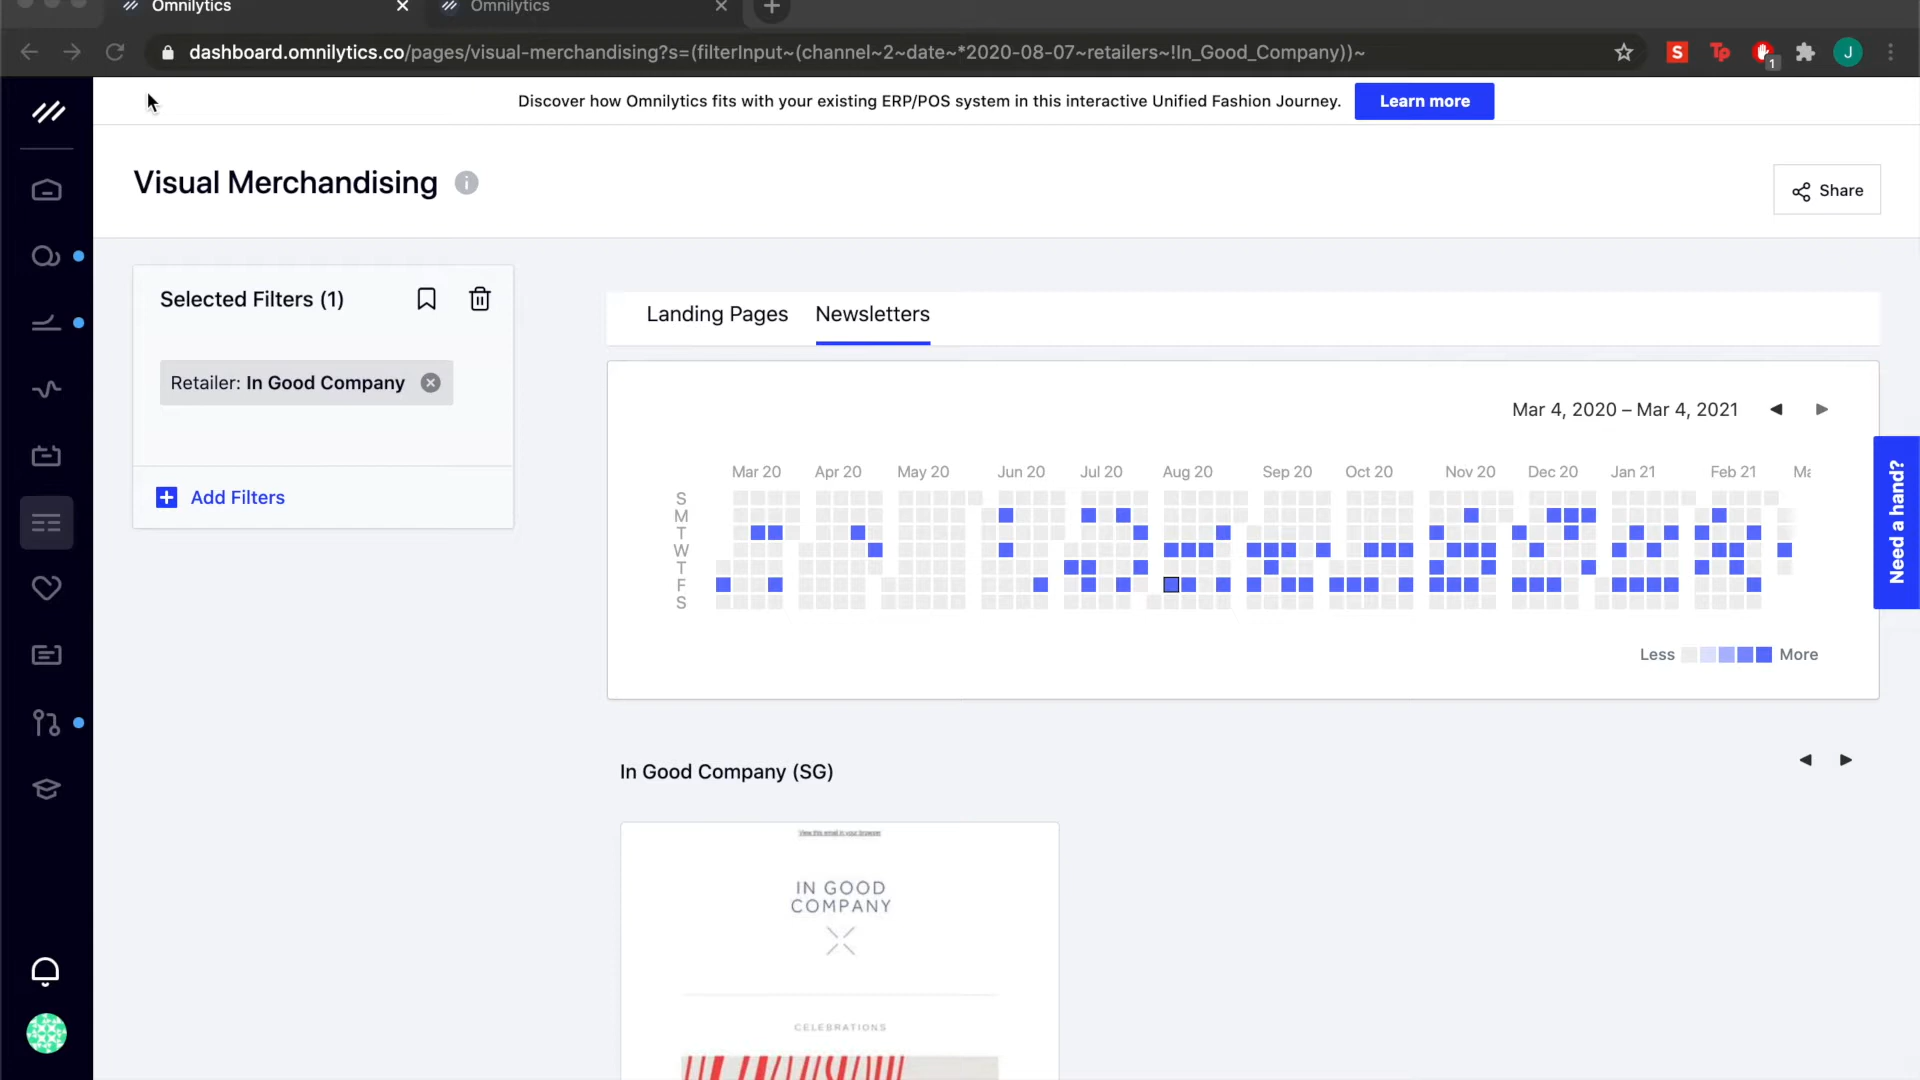 Omnilytics
Omnilytics
dashboard.omnilytics.co/pages/visual-merchandising?s=(filterInput~(channel~2~date~*2020-08-07~retailers~!In_Good_Company))~
S
Tp
1
J
Discover how Omnilytics fits with your existing ERP/POS system in this interactive Unified Fashion Journey.
Learn more
Visual Merchandising
Share
Selected Filters (1)
Retailer: In Good Company
Add Filters
Landing Pages Newsletters
Mar 4, 2020 – Mar 4, 2021
Mar 20 Apr 20 May 20 Jun 20 Jul 20 Aug 20 Sep 20 Oct 20 Nov 20 Dec 20 Jan 21 Feb 21 Ma
S
M
T
W
T
F
S
Less More
Need a hand?
In Good Company (SG)
View this email in your browser
IN GOOD
COMPANY
CELEBRATIONS